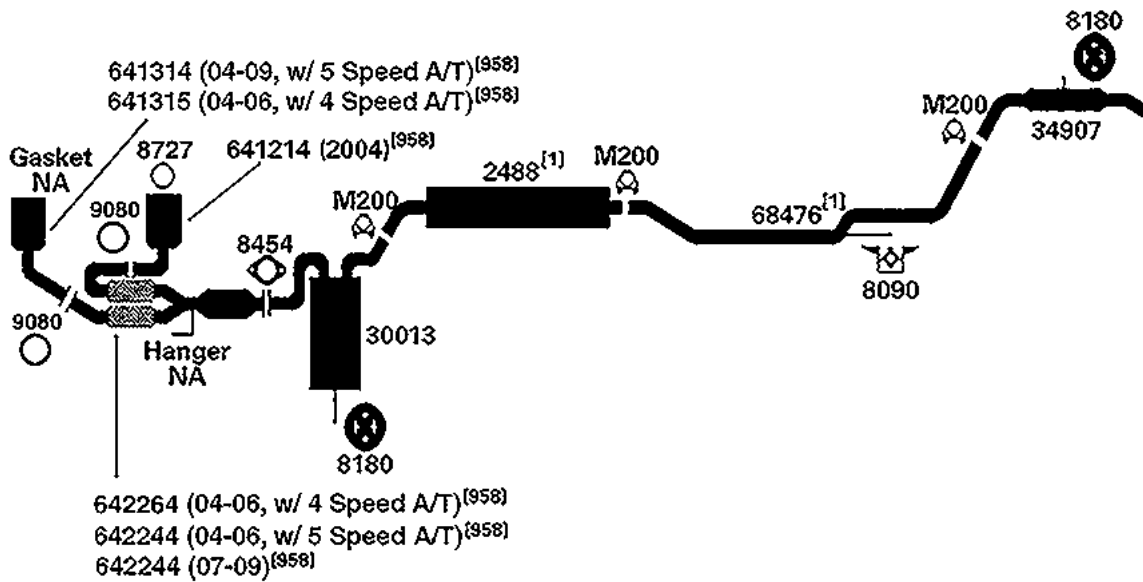 8180
641314 (04-09, w/ 5 Speed A/T)[958]
641315 (04-06, w/ 4 Speed A/T)[958]
M200
34907
8727
641214 (2004)[958]
Gasket
NA
2488[1]
M200
M200
9080
68476[1]
8454
8090
9080
30013
Hanger
NA
8180
642264 (04-06, w/ 4 Speed A/T)[958]
642244 (04-06, w/ 5 Speed A/T)[958]
642244 (07-09)[958]